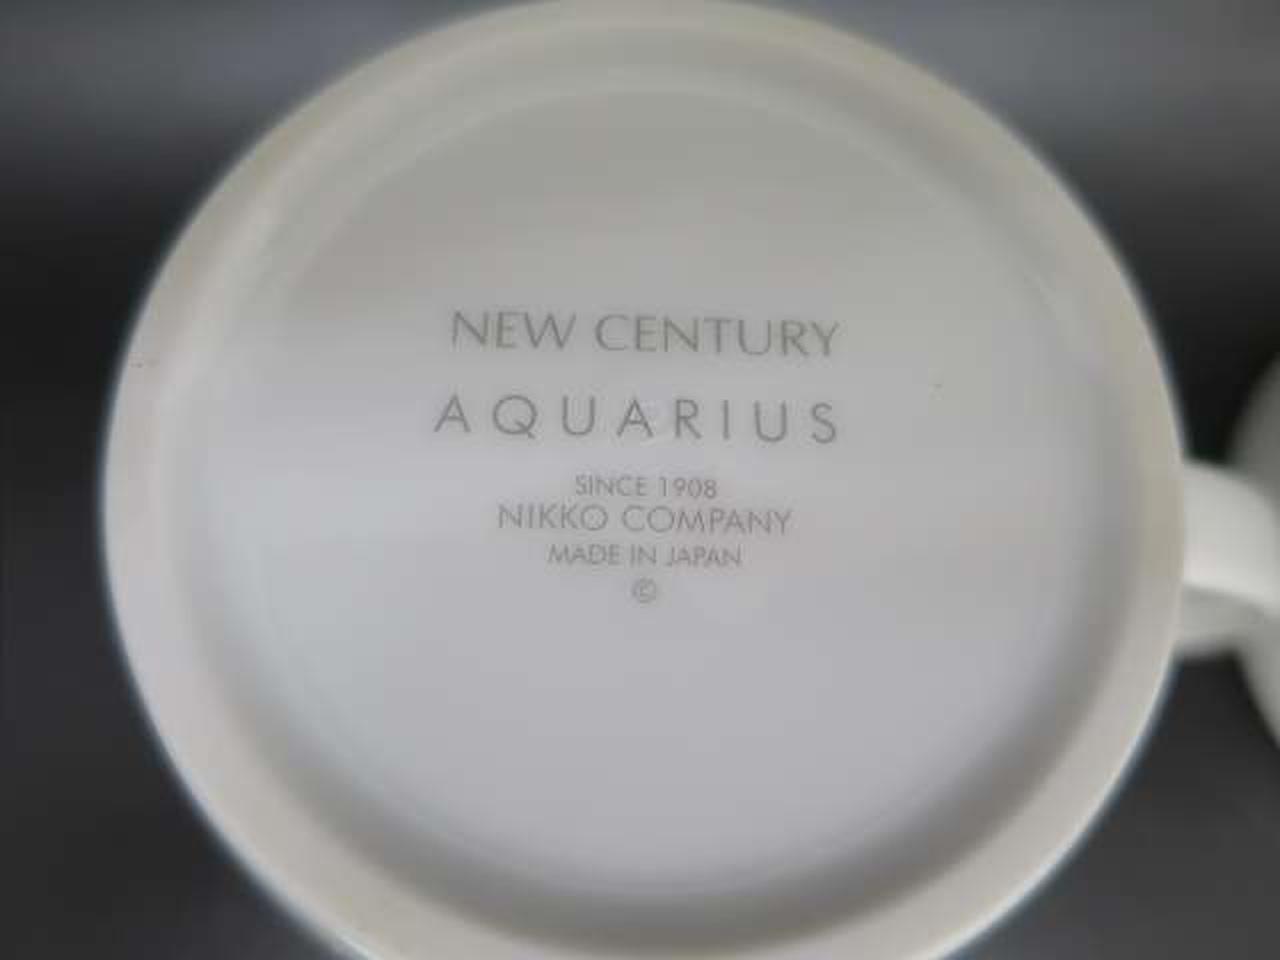 NEW CENTURY
AQUARIUS
SINCE 1908
NIKKO COMPANY
MADE IN JAPAN
©